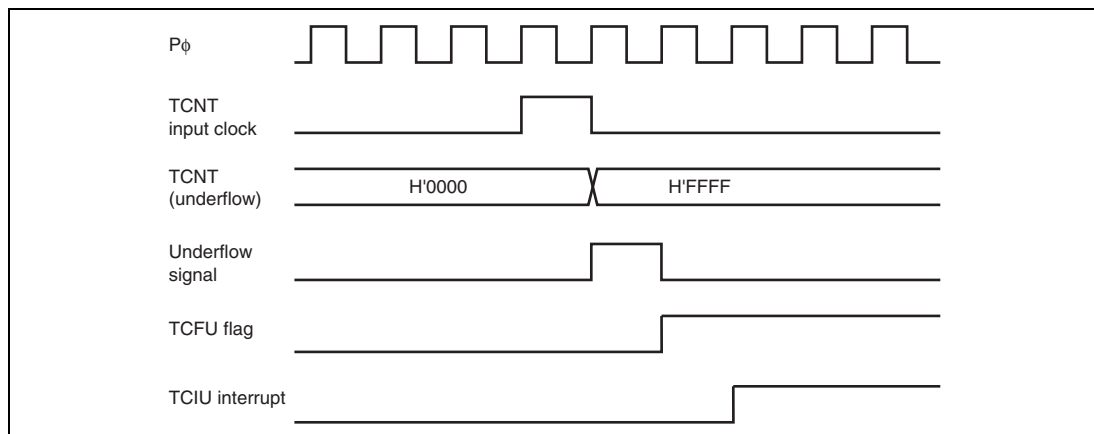 Pϕ
TCNT
input clock
TCNT
(underflow)
H'0000
H'FFFF
Underflow
signal
TCFU flag
TCIU interrupt